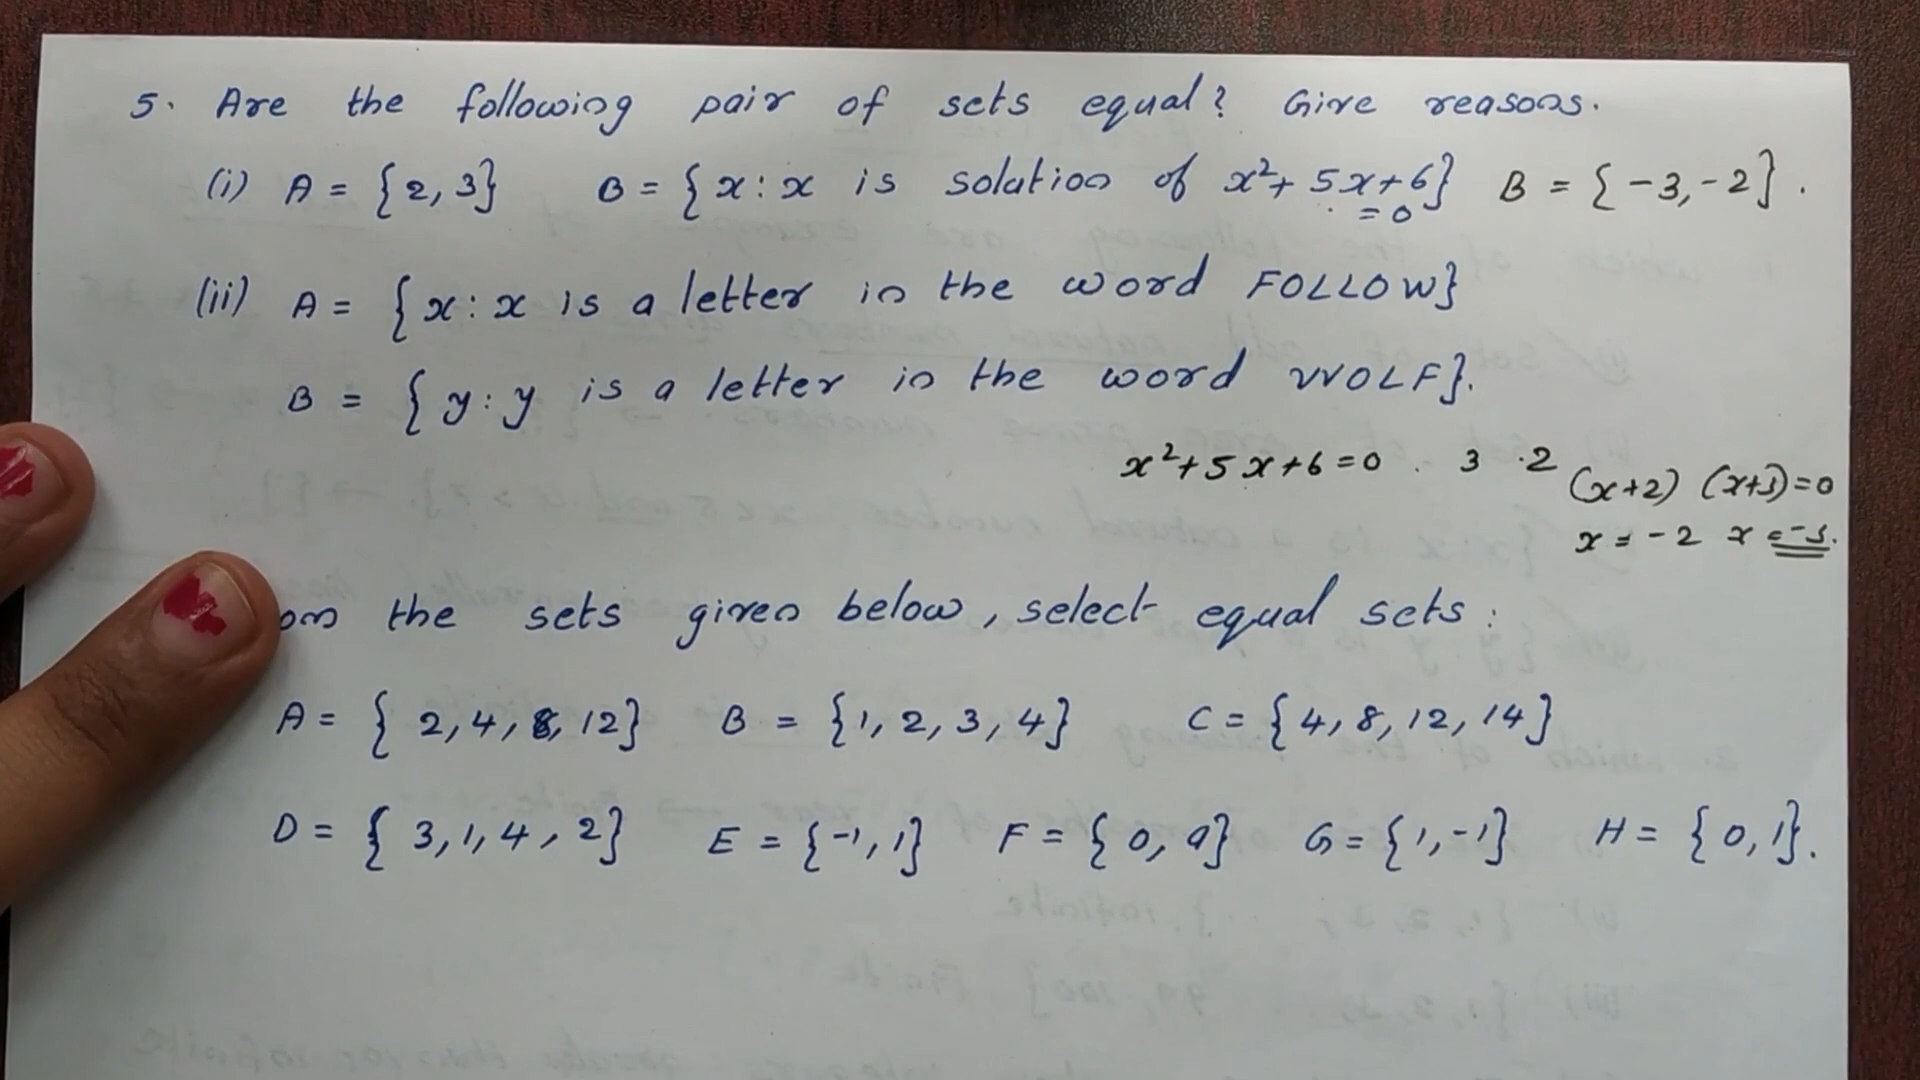 5. Are the following pair of sets equal? Give reasons.
(i) A = {2, 3} B = {x : x is solution of x²+ 5x+6} B = {-3, -2}.
= 0
(ii) A = {x : x is a letter in the word FOLLOW}
B = {y : y is a letter in the word WOLF}.
x²+5x+6=0 . 3 .2 (x+2) (x+3)=0
x = -2 x = -3.
the sets given below, select equal sets :
A = { 2, 4, 8, 12} B = {1, 2, 3, 4} C = {4, 8, 12, 14}
D = { 3, 1, 4, 2} E = {-1, 1} F = {0, a} G = {1, -1} H = {0, 1}.